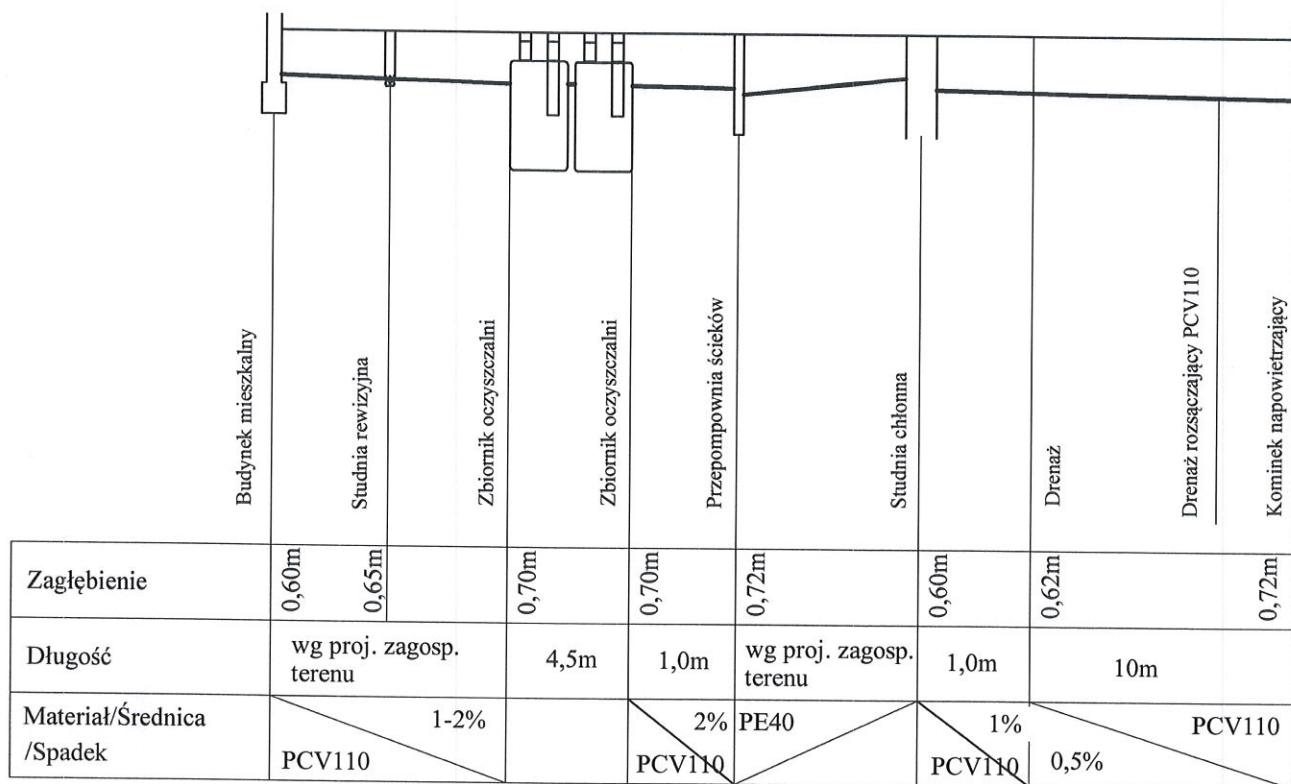 Budynek mieszkalny
Studnia rewizyjna
Zbiornik oczyszczalni
Zbiornik oczyszczalni
Przepompownia ścieków
Studnia chłonna
Drenaż
Drenaż rozsączający PCV110
Kominek napowietrzający
Zagłębienie
0,60m
0,65m
0,70m
0,70m
0,72m
0,60m
0,62m
0,72m
Długość
wg proj. zagosp.
terenu
4,5m
1,0m
wg proj. zagosp.
terenu
1,0m
10m
Materiał/Średnica
/Spadek
1-2%
PCV110
2%
PCV110
PE40
1%
PCV110
PCV110
0,5%